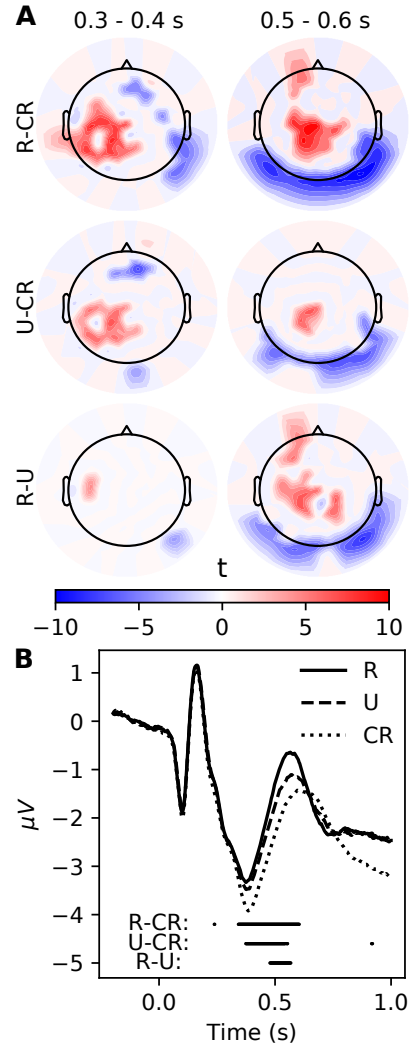 A
0.3 - 0.4 s 0.5 - 0.6 s
R-CR
U-CR
R-U
t
−10 −5 0 5 10
B
R
U
CR
1
0
−1
−2
−3
−4
−5
μV
R-CR:
U-CR:
R-U:
0.0 0.5 1.0
Time (s)